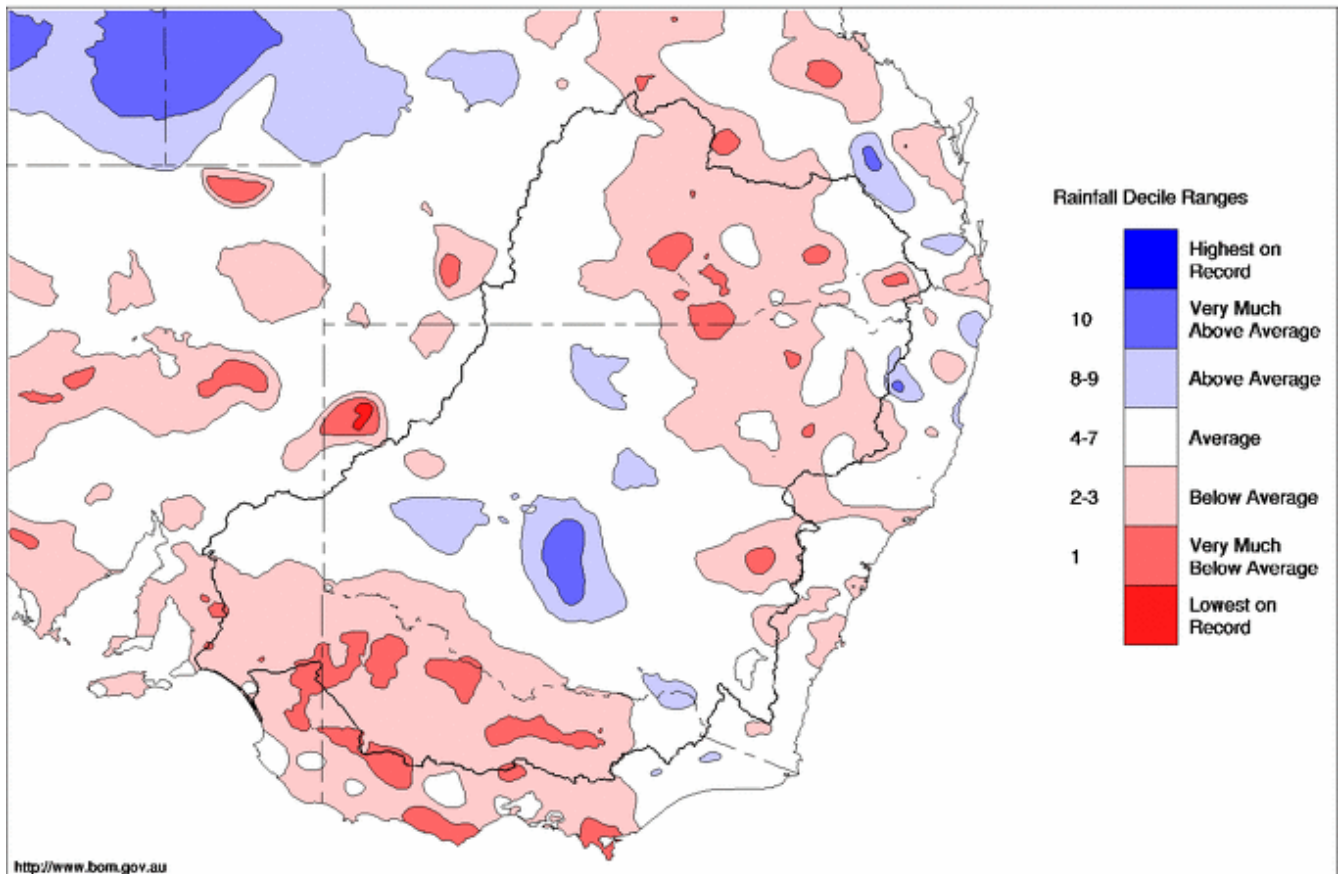 Rainfall Decile Ranges
Highest on
Record
10
Very Much
Above Average
8-9
Above Average
4-7
Average
2-3
Below Average
1
Very Much
Below Average
Lowest on
Record
http://www.bom.gov.au